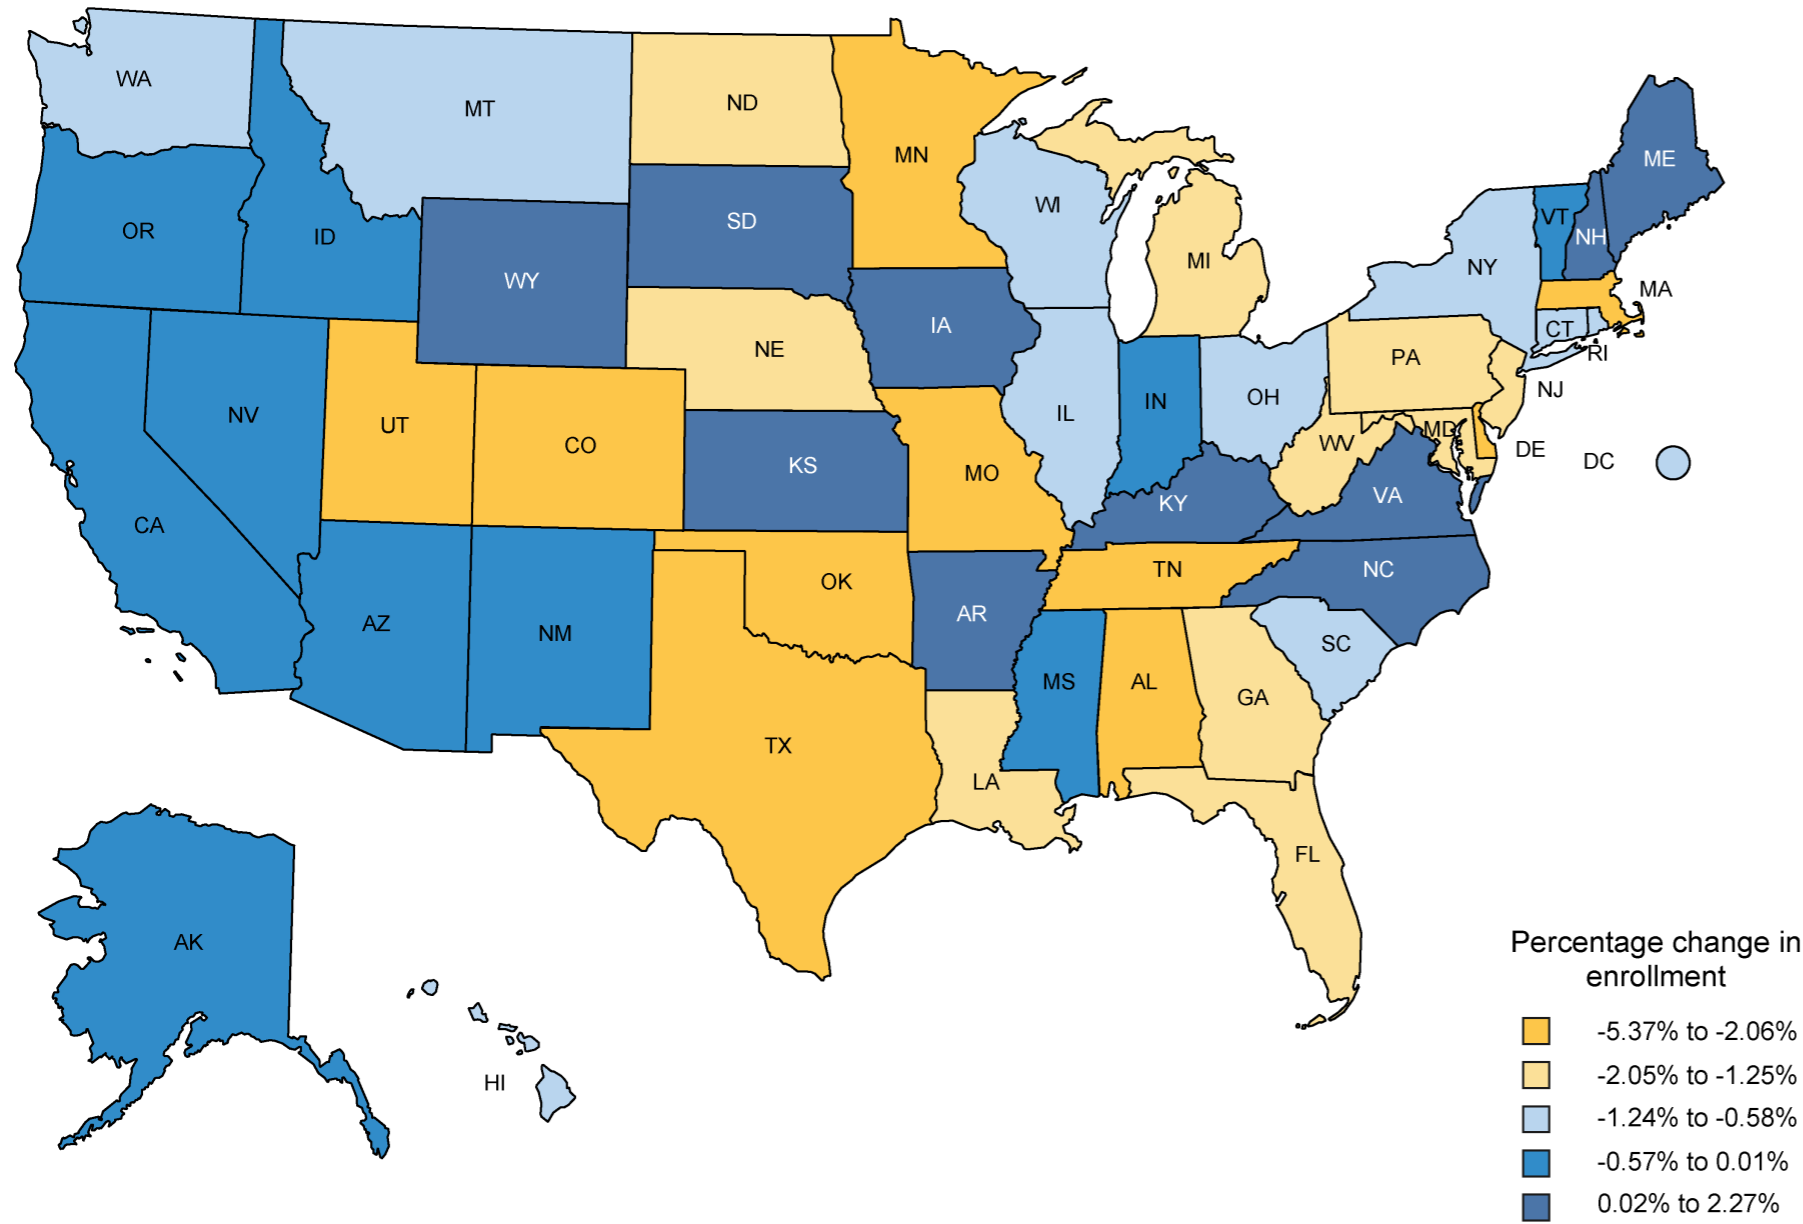 WA
MT
ND
MN
ME
OR
ID
WY
SD
WI
MI
NY
VT
NH
MA
CT
RI
IA
NE
PA
NJ
NV
UT
CO
KS
MO
IL
IN
OH
WV
MD
DE
DC
VA
KY
CA
AZ
NM
OK
AR
TN
NC
SC
MS
AL
GA
TX
LA
FL
AK
HI
Percentage change in
enrollment
-5.37% to -2.06%
-2.05% to -1.25%
-1.24% to -0.58%
-0.57% to 0.01%
0.02% to 2.27%